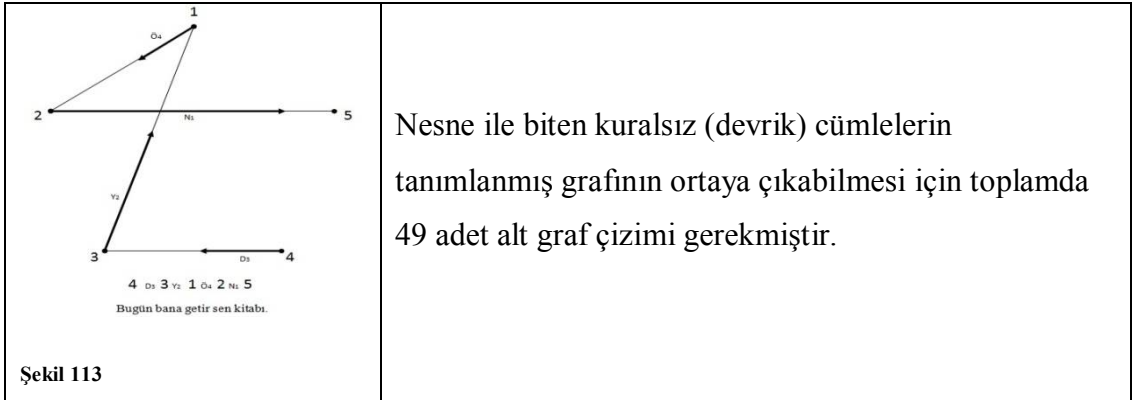 1
Ö₄
2
N₁
5
Y₂
3
D₃
4
4 D₃ 3 Y₂ 1 Ö₄ 2 N₁ 5
Bugün bana getir sen kitabı.
Şekil 113
Nesne ile biten kuralsız (devrik) cümlelerin
tanımlanmış grafının ortaya çıkabilmesi için toplamda
49 adet alt graf çizimi gerekmiştir.